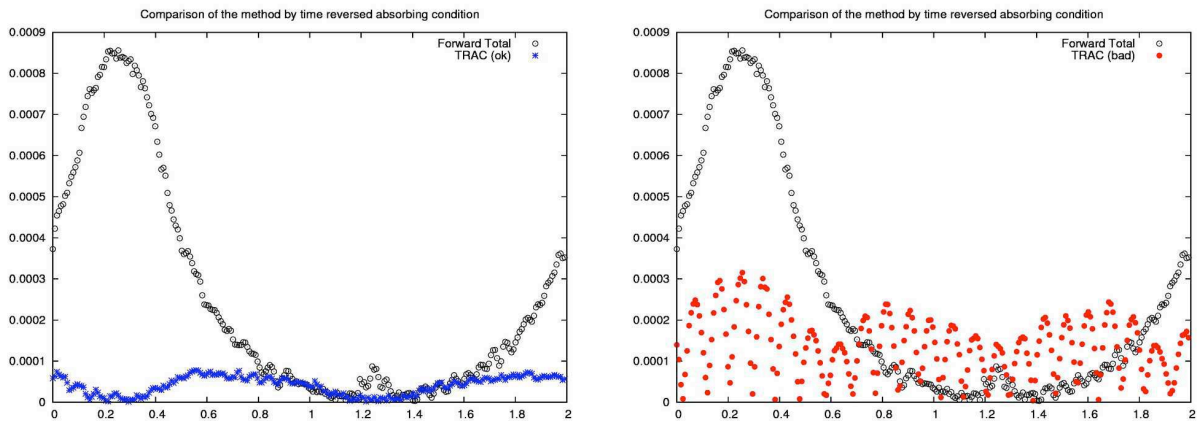 Comparison of the method by time reversed absorbing condition
0.0009
0.0008
0.0007
0.0006
0.0005
0.0004
0.0003
0.0002
0.0001
0
Forward Total
TRAC (ok)
0 0.2 0.4 0.6 0.8 1 1.2 1.4 1.6 1.8 2
Comparison of the method by time reversed absorbing condition
0.0009
0.0008
0.0007
0.0006
0.0005
0.0004
0.0003
0.0002
0.0001
0
Forward Total
TRAC (bad)
0 0.2 0.4 0.6 0.8 1 1.2 1.4 1.6 1.8 2